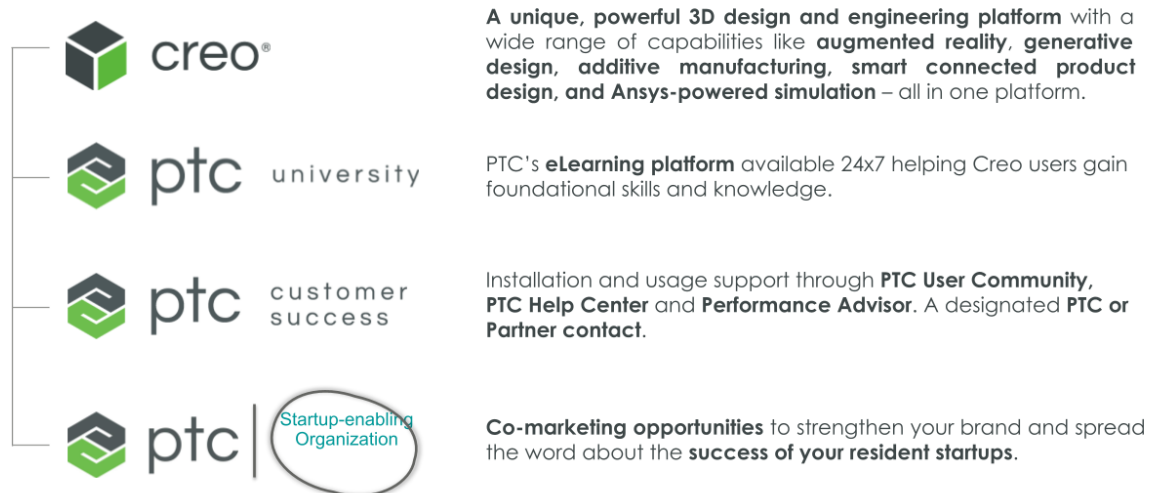 creo®
A unique, powerful 3D design and engineering platform with a
wide range of capabilities like augmented reality, generative
design, additive manufacturing, smart connected product
design, and Ansys-powered simulation – all in one platform.
ptc university
PTC’s eLearning platform available 24x7 helping Creo users gain
foundational skills and knowledge.
ptc customer
success
Installation and usage support through PTC User Community,
PTC Help Center and Performance Advisor. A designated PTC or
Partner contact.
ptc
Startup-enabling
Organization
Co-marketing opportunities to strengthen your brand and spread
the word about the success of your resident startups.